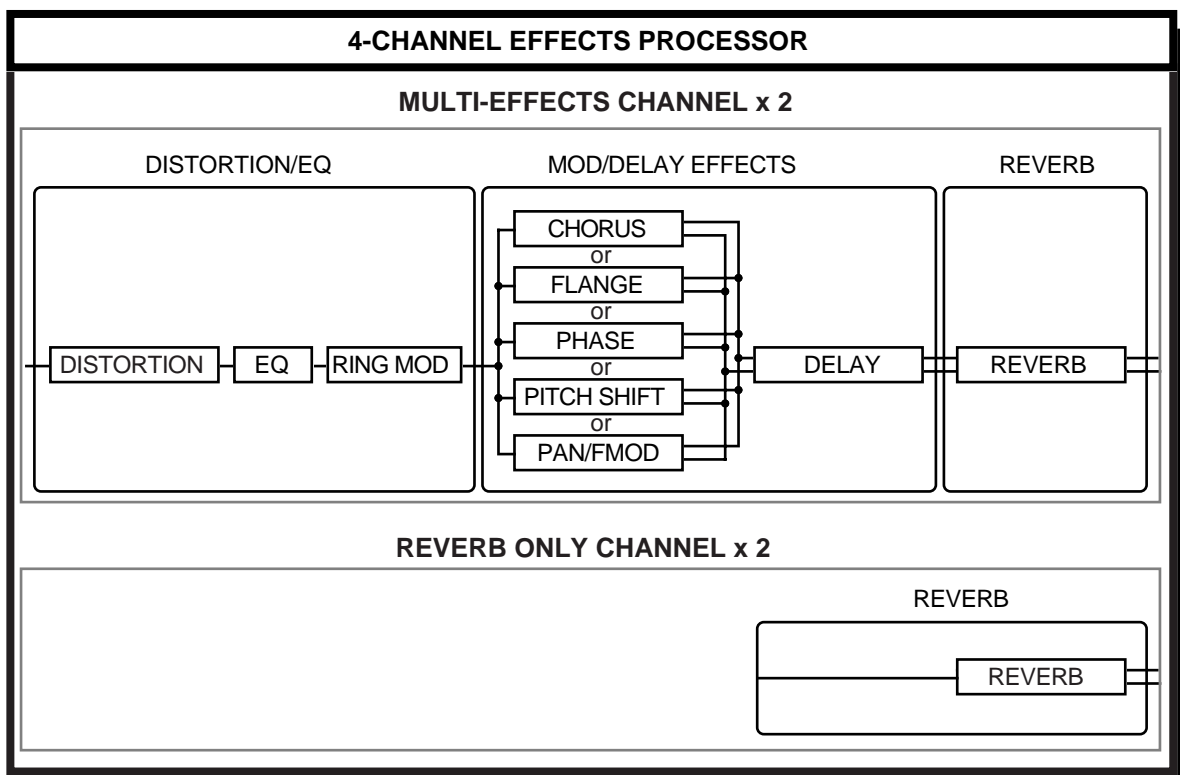 4-CHANNEL EFFECTS PROCESSOR
MULTI-EFFECTS CHANNEL x 2
DISTORTION/EQ
MOD/DELAY EFFECTS
REVERB
DISTORTION
EQ
RING MOD
CHORUS
or
FLANGE
or
PHASE
or
PITCH SHIFT
or
PAN/FMOD
DELAY
REVERB
REVERB ONLY CHANNEL x 2
REVERB
REVERB